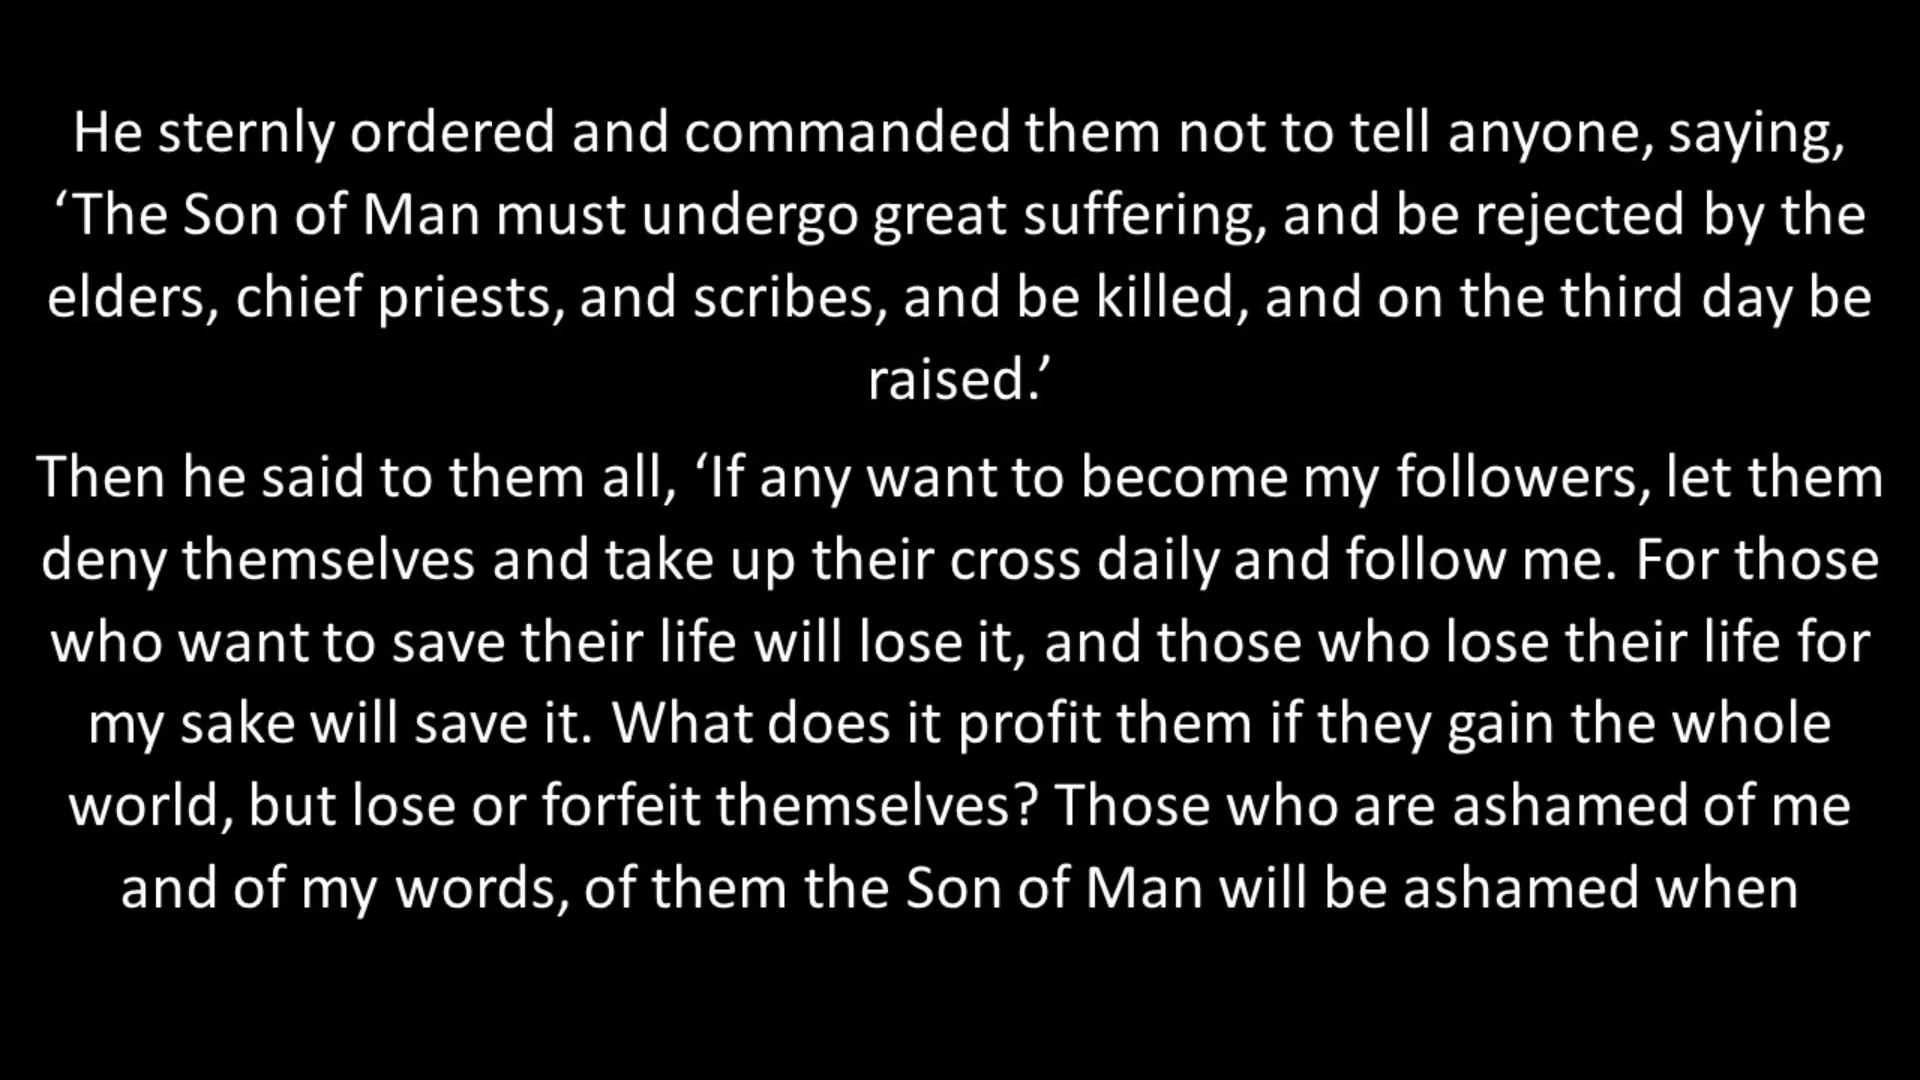 He sternly ordered and commanded them not to tell anyone, saying,
‘The Son of Man must undergo great suffering, and be rejected by the
elders, chief priests, and scribes, and be killed, and on the third day be
raised.’
Then he said to them all, ‘If any want to become my followers, let them
deny themselves and take up their cross daily and follow me. For those
who want to save their life will lose it, and those who lose their life for
my sake will save it. What does it profit them if they gain the whole
world, but lose or forfeit themselves? Those who are ashamed of me
and of my words, of them the Son of Man will be ashamed when